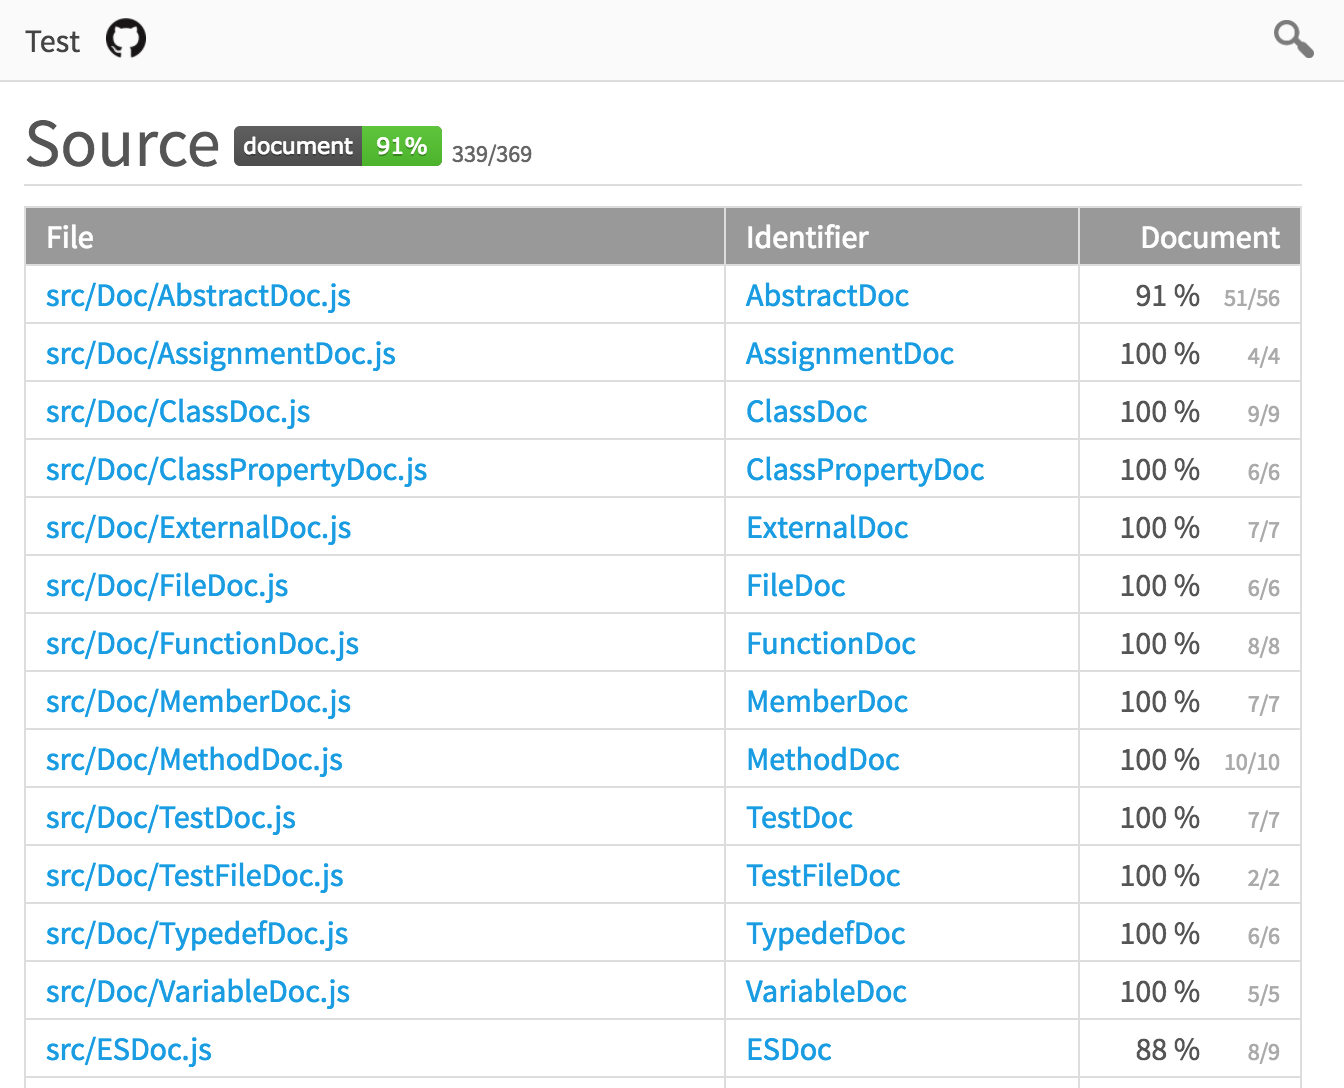 Test
Source document 91% 339/369
File Identifier Document
src/Doc/AbstractDoc.js AbstractDoc 91 % 51/56
src/Doc/AssignmentDoc.js AssignmentDoc 100 % 4/4
src/Doc/ClassDoc.js ClassDoc 100 % 9/9
src/Doc/ClassPropertyDoc.js ClassPropertyDoc 100 % 6/6
src/Doc/ExternalDoc.js ExternalDoc 100 % 7/7
src/Doc/FileDoc.js FileDoc 100 % 6/6
src/Doc/FunctionDoc.js FunctionDoc 100 % 8/8
src/Doc/MemberDoc.js MemberDoc 100 % 7/7
src/Doc/MethodDoc.js MethodDoc 100 % 10/10
src/Doc/TestDoc.js TestDoc 100 % 7/7
src/Doc/TestFileDoc.js TestFileDoc 100 % 2/2
src/Doc/TypedefDoc.js TypedefDoc 100 % 6/6
src/Doc/VariableDoc.js VariableDoc 100 % 5/5
src/ESDoc.js ESDoc 88 % 8/9